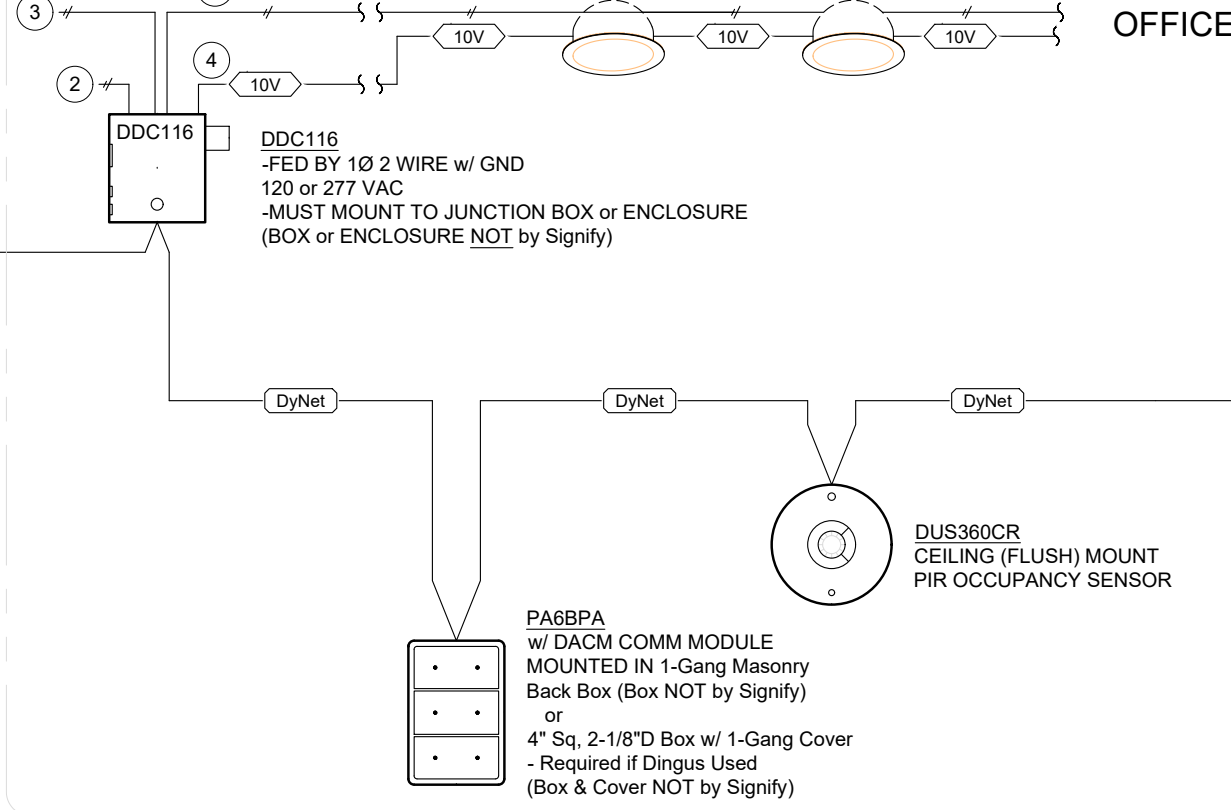 3
OFFICE
10V
10V
10V
4
2
10V
DDC116
DDC116
-FED BY 1Ø 2 WIRE w/ GND
120 or 277 VAC
-MUST MOUNT TO JUNCTION BOX or ENCLOSURE
(BOX or ENCLOSURE NOT by Signify)
DyNet
DyNet
DyNet
DUS360CR
CEILING (FLUSH) MOUNT
PIR OCCUPANCY SENSOR
PA6BPA
w/ DACM COMM MODULE
MOUNTED IN 1-Gang Masonry
Back Box (Box NOT by Signify)
or
4" Sq, 2-1/8"D Box w/ 1-Gang Cover
- Required if Dingus Used
(Box & Cover NOT by Signify)